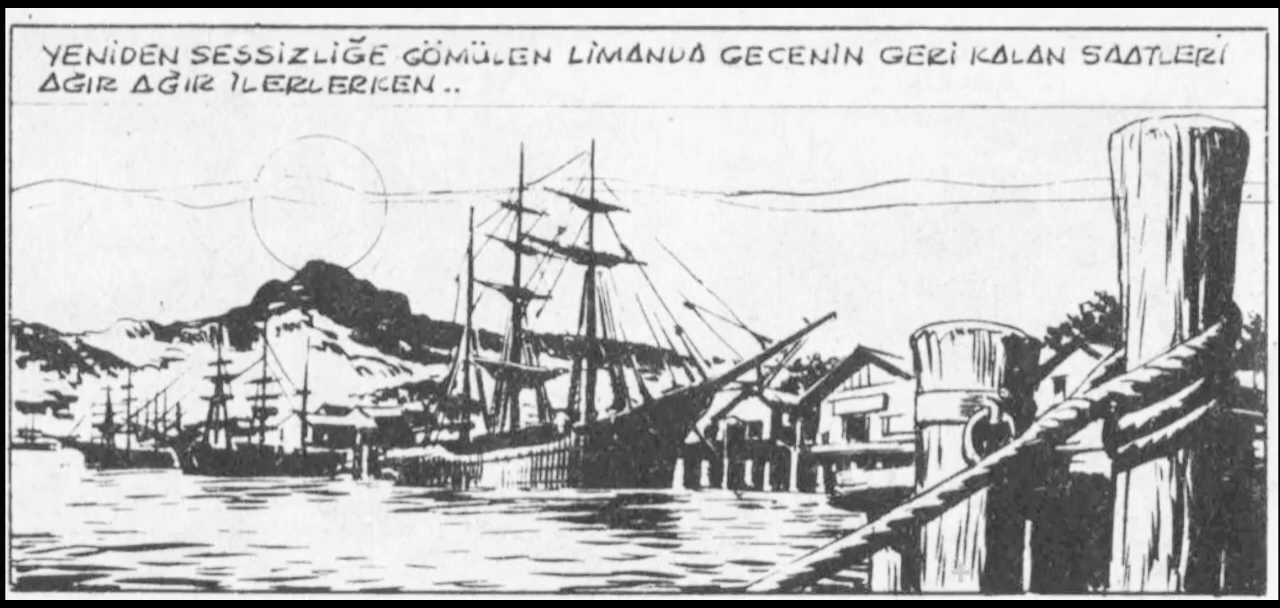 YENİDEN SESSİZLİĞE GÖMÜLEN LİMANDA GECENİN GERİ KALAN SAATLERİ
AĞIR AĞIR İLERLERKEN..